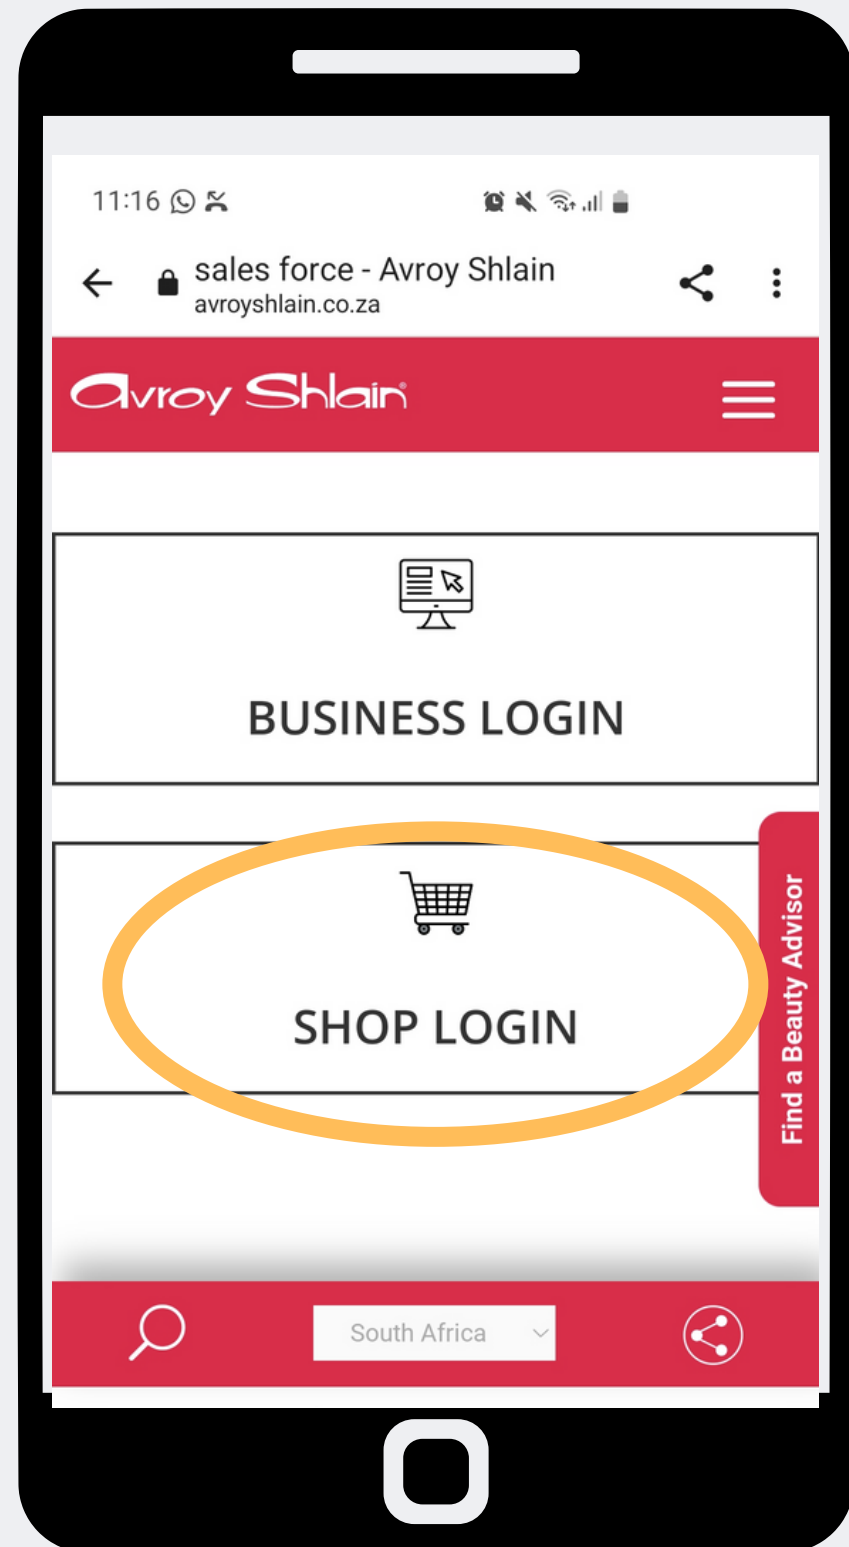 11:16
sales force - Avroy Shlain
avroyshlain.co.za
Avroy Shlain
BUSINESS LOGIN
SHOP LOGIN
Find a Beauty Advisor
South Africa